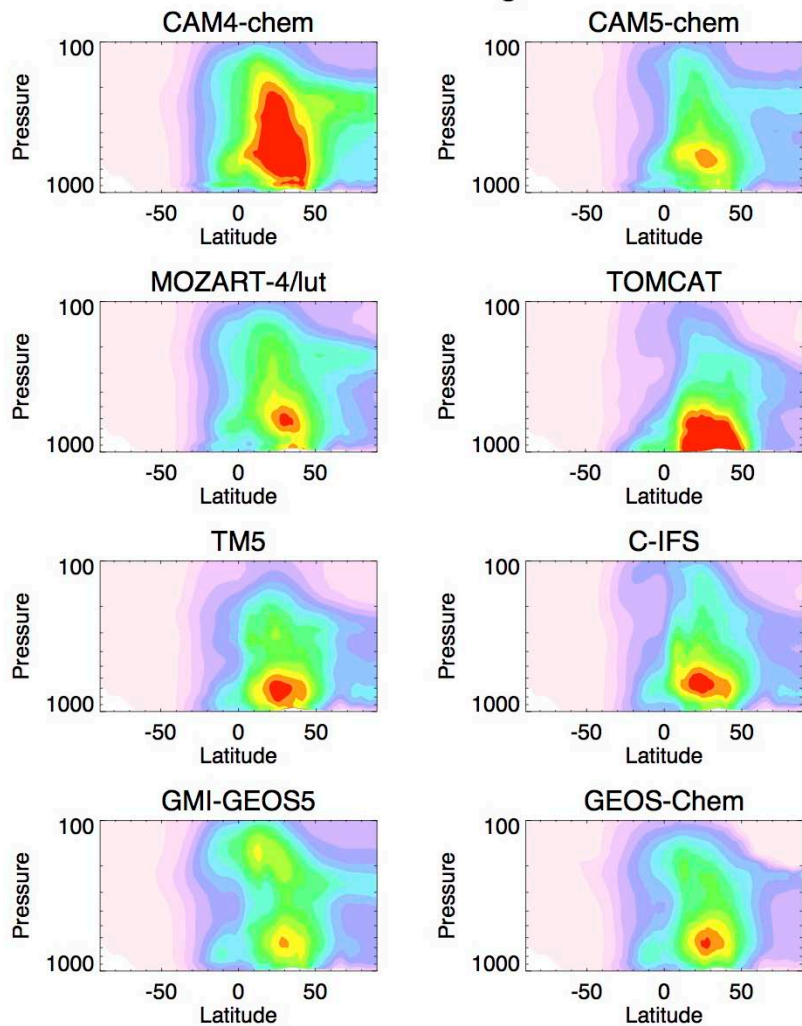 CAM4-chem
CAM5-chem
100
Pressure
1000
-50 0 50
Latitude
100
Pressure
1000
-50 0 50
Latitude
MOZART-4/lut
TOMCAT
100
Pressure
1000
-50 0 50
Latitude
100
Pressure
1000
-50 0 50
Latitude
TM5
C-IFS
100
Pressure
1000
-50 0 50
Latitude
100
Pressure
1000
-50 0 50
Latitude
GMI-GEOS5
GEOS-Chem
100
Pressure
1000
-50 0 50
Latitude
100
Pressure
1000
-50 0 50
Latitude